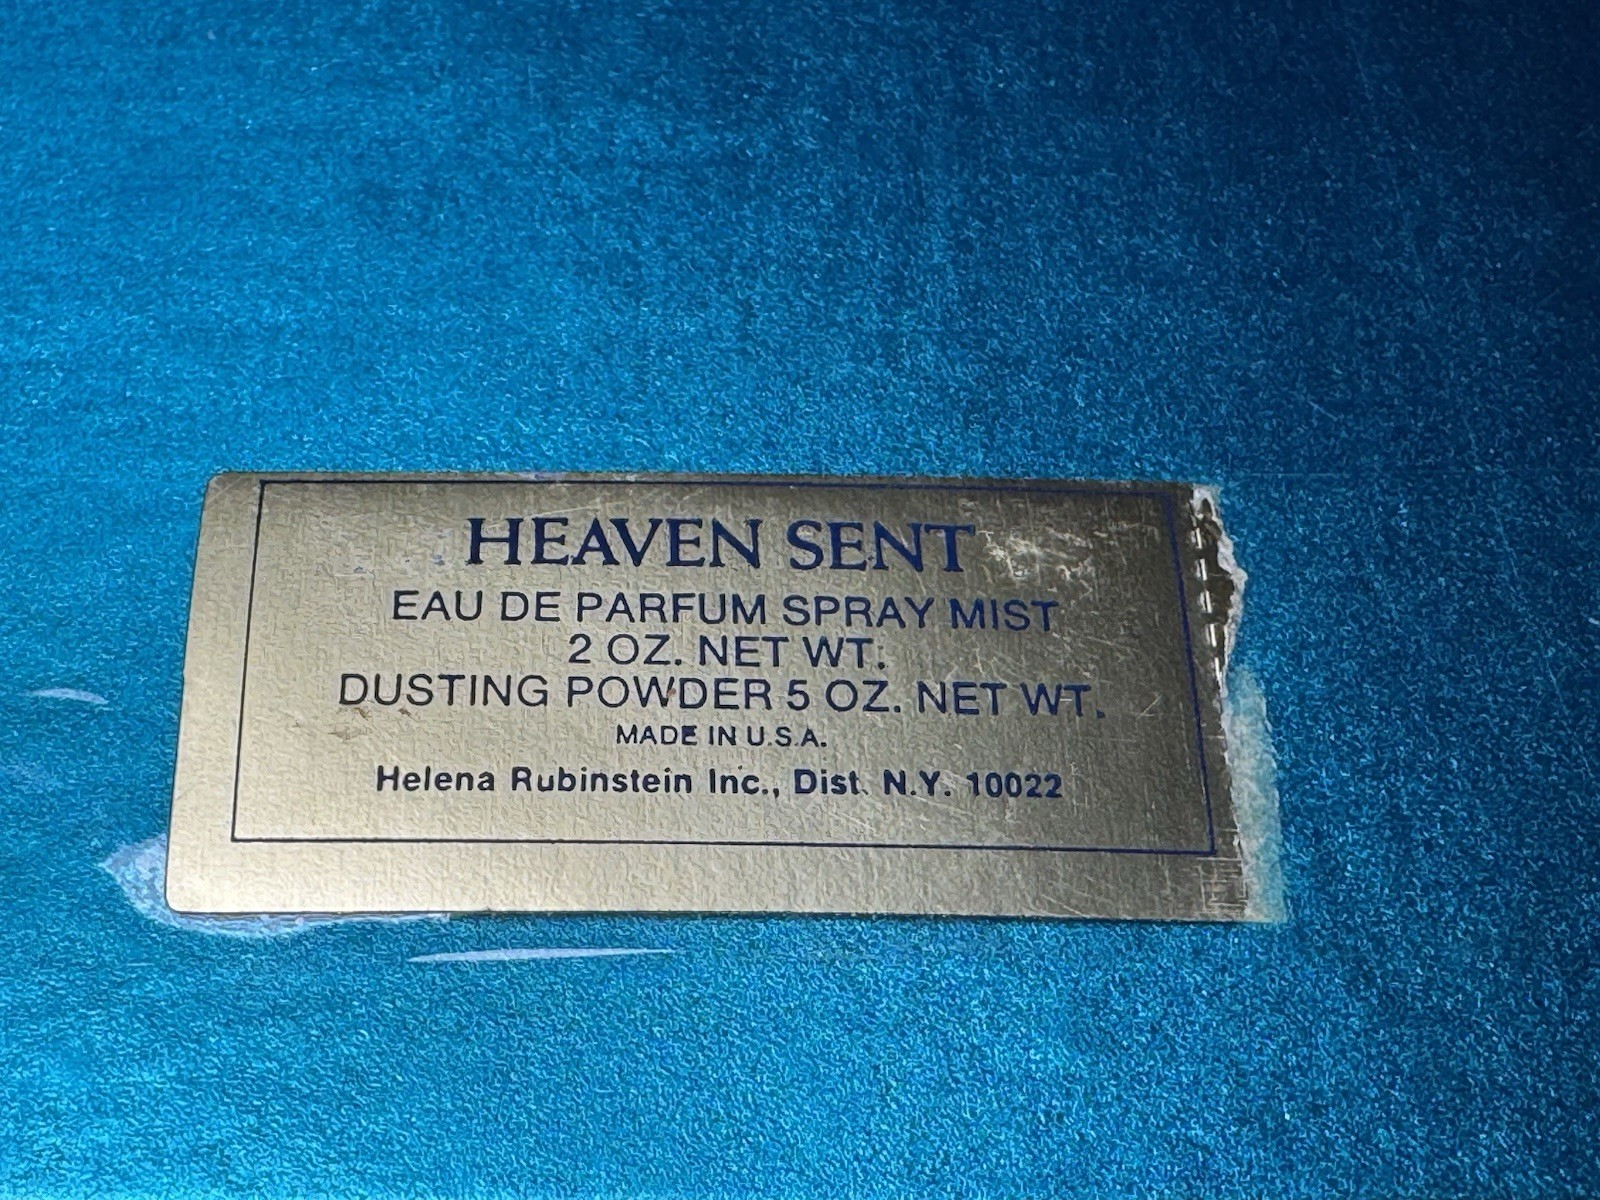 HEAVEN SENT
EAU DE PARFUM SPRAY MIST
2 OZ. NET WT.
DUSTING POWDER 5 OZ. NET WT.
MADE IN U.S.A.
Helena Rubinstein Inc., Dist. N.Y. 10022